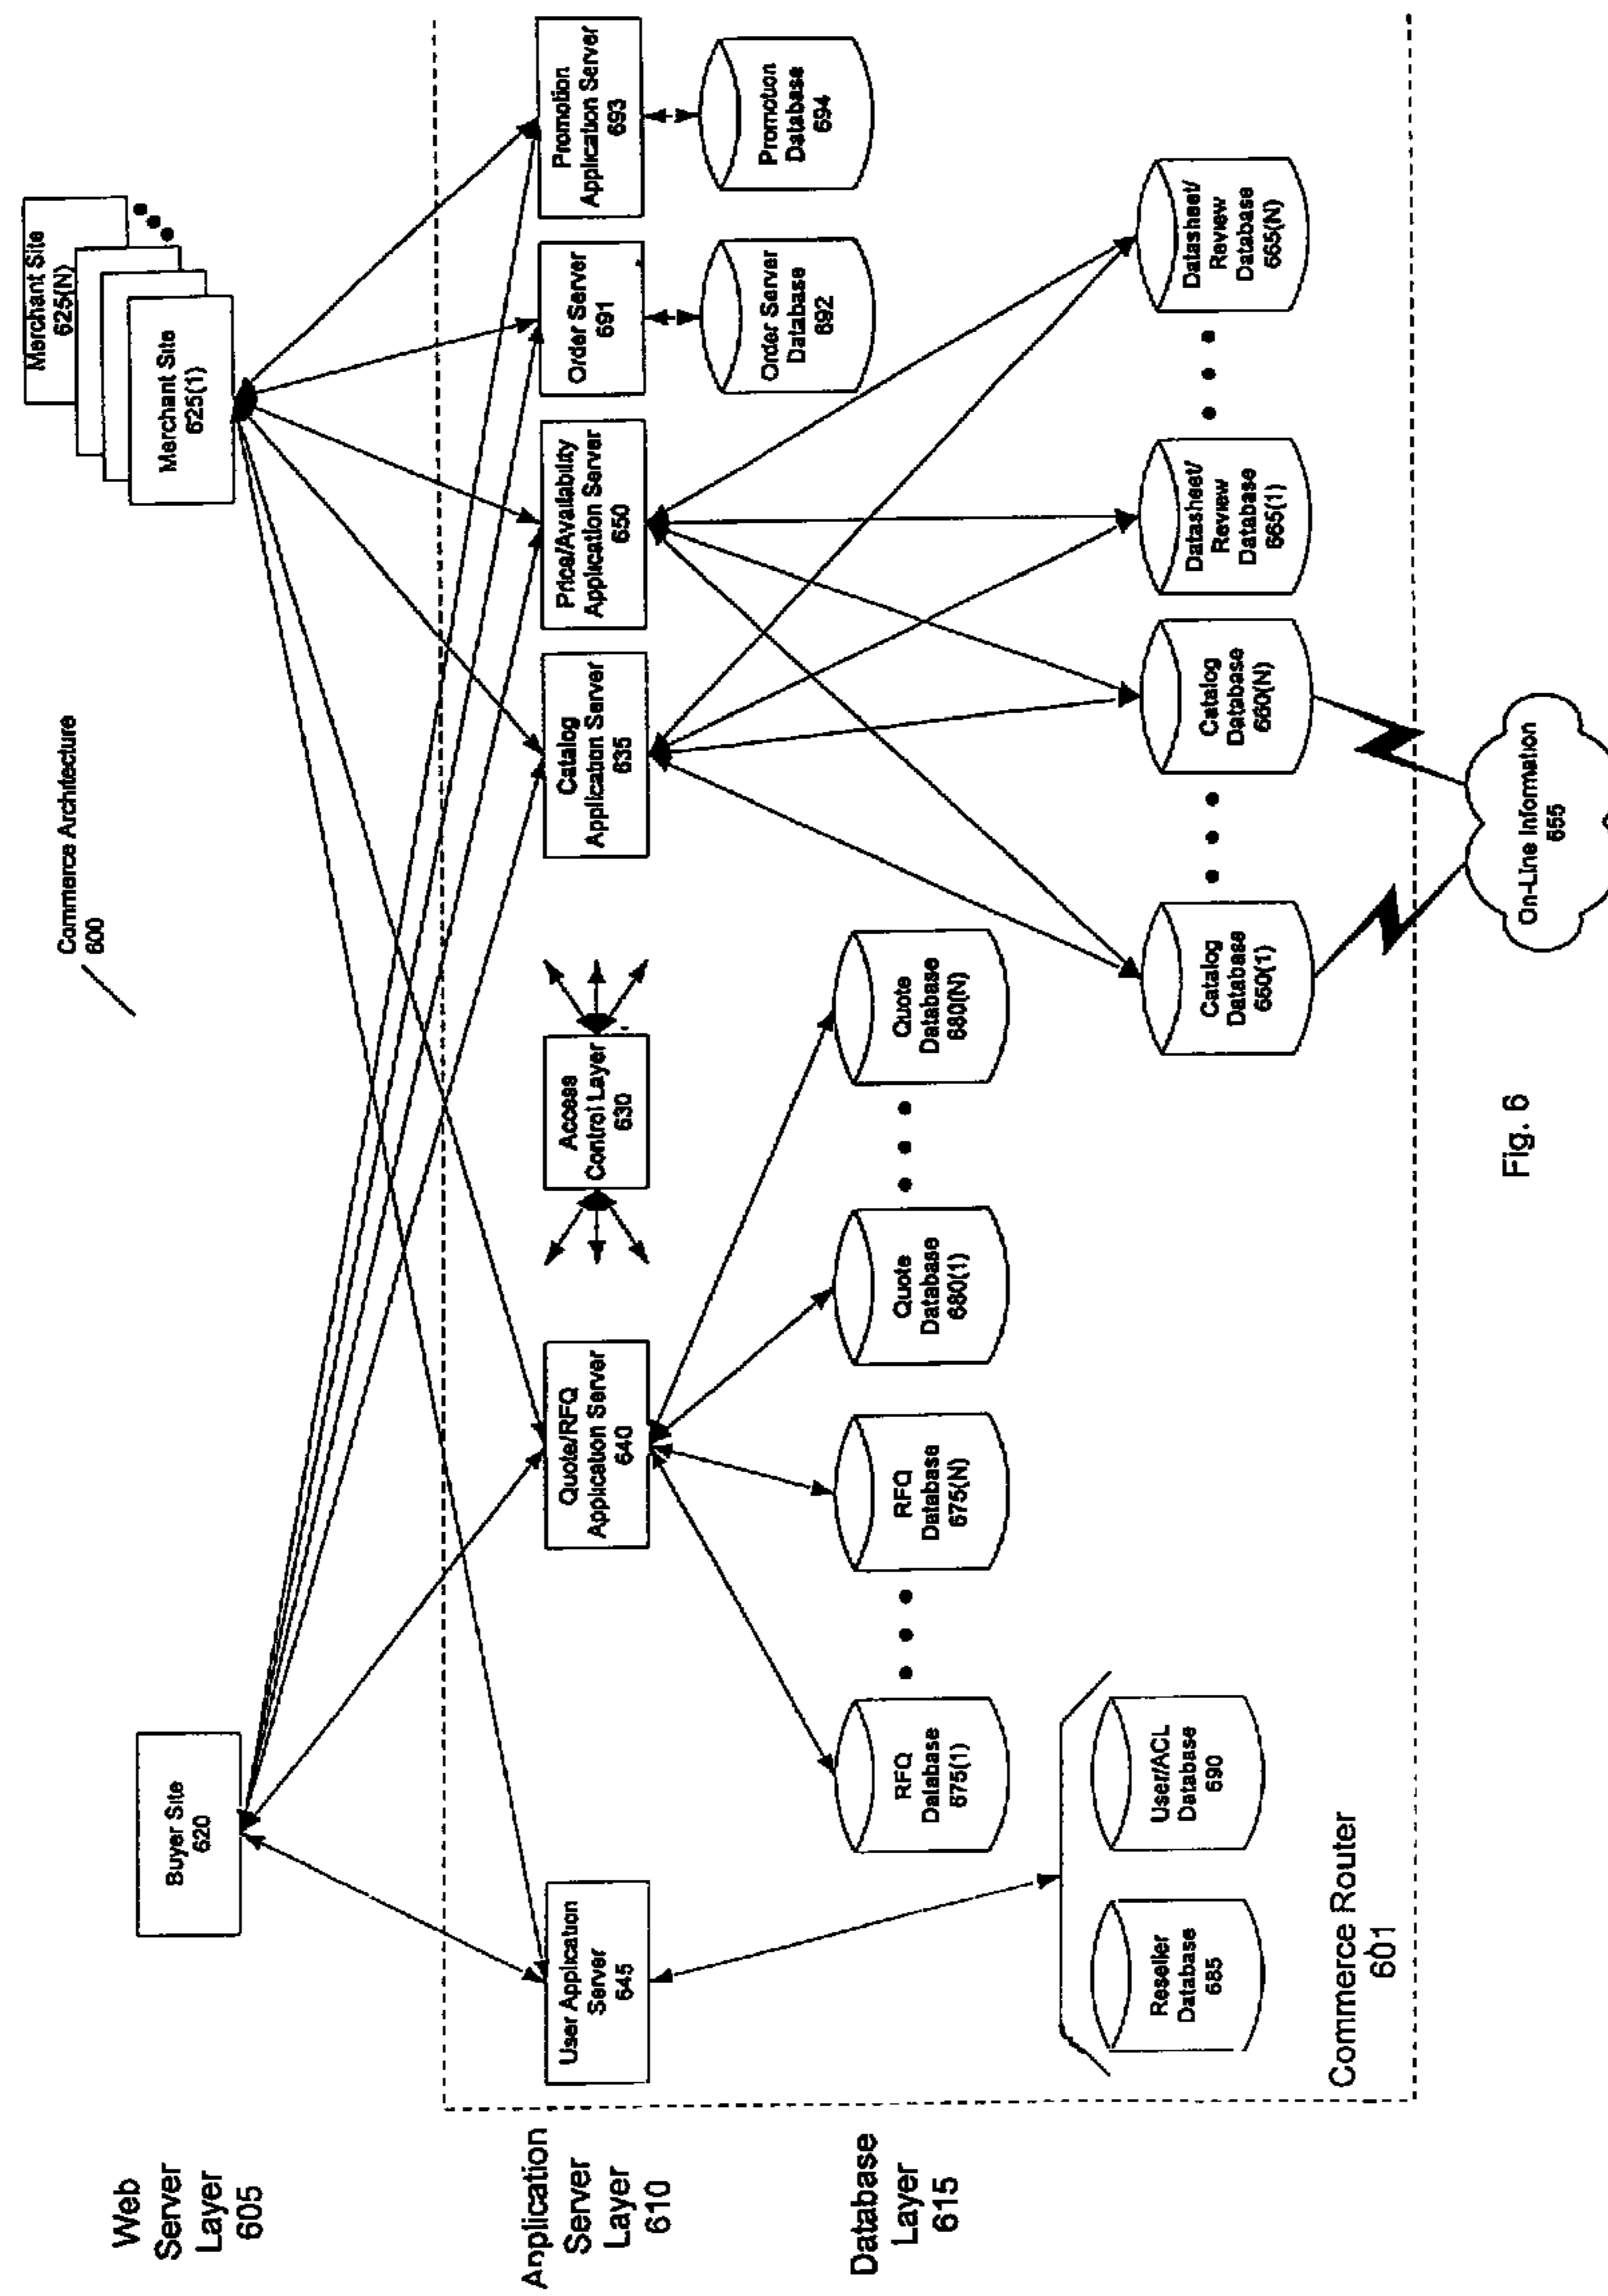 Commerce Architecture
600
Merchant Site
625(N)
Merchant Site
625(1)
Buyer Site
620
Web
Server
Layer
605
Application
Server
Layer
610
User Application
Server
645
Quote/RFQ
Application Server
640
Access
Control Layer
630
Catalog
Application Server
635
Price/Availability
Application Server
650
Order Server
691
Promotion
Application Server
693
Order Server
Database
692
Promotion
Database
694
Database
Layer
615
RFQ
Database
675(1)
RFQ
Database
675(N)
Quote
Database
680(1)
Quote
Database
680(N)
Reseller
Database
685
User/ACL
Database
690
Catalog
Database
660(1)
Catalog
Database
660(N)
Datasheet/
Review
Database
665(1)
Datasheet/
Review
Database
665(N)
Commerce Router
601
On-Line Information
655
Fig. 6